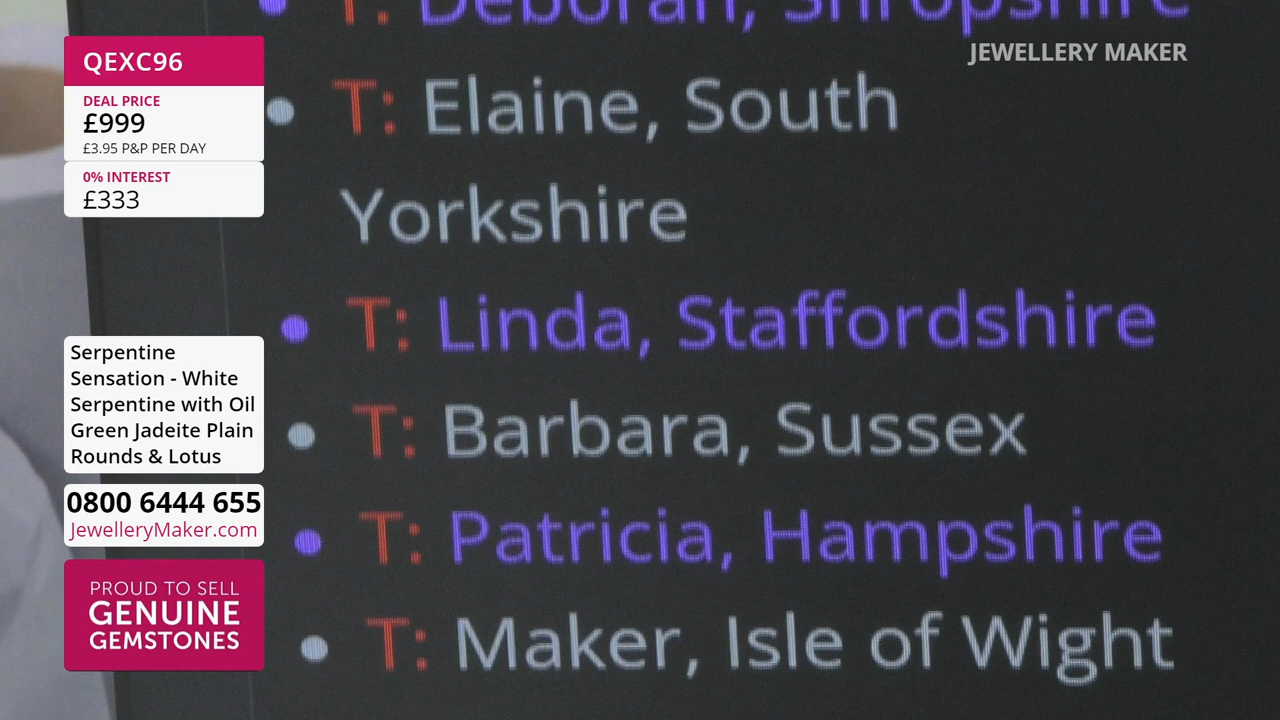 QEXC96
DEAL PRICE
£999
£3.95 P&P PER DAY
0% INTEREST
£333
Serpentine
Sensation - White
Serpentine with Oil
Green Jadeite Plain
Rounds & Lotus
0800 6444 655
JewelleryMaker.com
PROUD TO SELL
GENUINE
GEMSTONES
JEWELLERY MAKER
• T: Deborah, Shropshire
• T: Elaine, South
Yorkshire
• T: Linda, Staffordshire
• T: Barbara, Sussex
• T: Patricia, Hampshire
• T: Maker, Isle of Wight